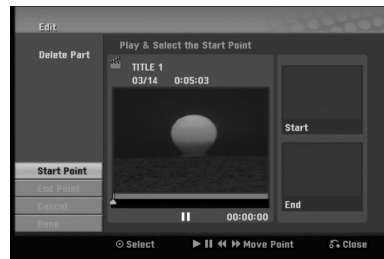 Edit
Delete Part
Play & Select the Start Point
TITLE 1
03/14 0:05:03
Start
Start Point
End Point
Cancel
Done
End
00:00:00
Select
Move Point
Close